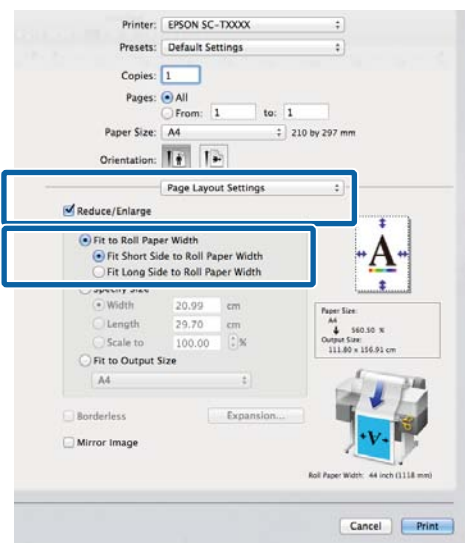 Printer: EPSON SC-TXXXX
Presets: Default Settings
Copies: 1
Pages: All
From: 1 to: 1
Paper Size: A4 210 by 297 mm
Orientation:
Page Layout Settings
Reduce/Enlarge
Fit to Roll Paper Width
Fit Short Side to Roll Paper Width
Fit Long Side to Roll Paper Width
Specify Size
Width 20.99 cm
Length 29.70 cm
Scale to 100.00 %
Fit to Output Size
A4
Borderless Expansion...
Mirror Image
A
Paper Size:
A4
560.50 %
Output Size:
111.80 x 156.91 cm
A
Roll Paper Width: 44 inch (1118 mm)
Cancel Print